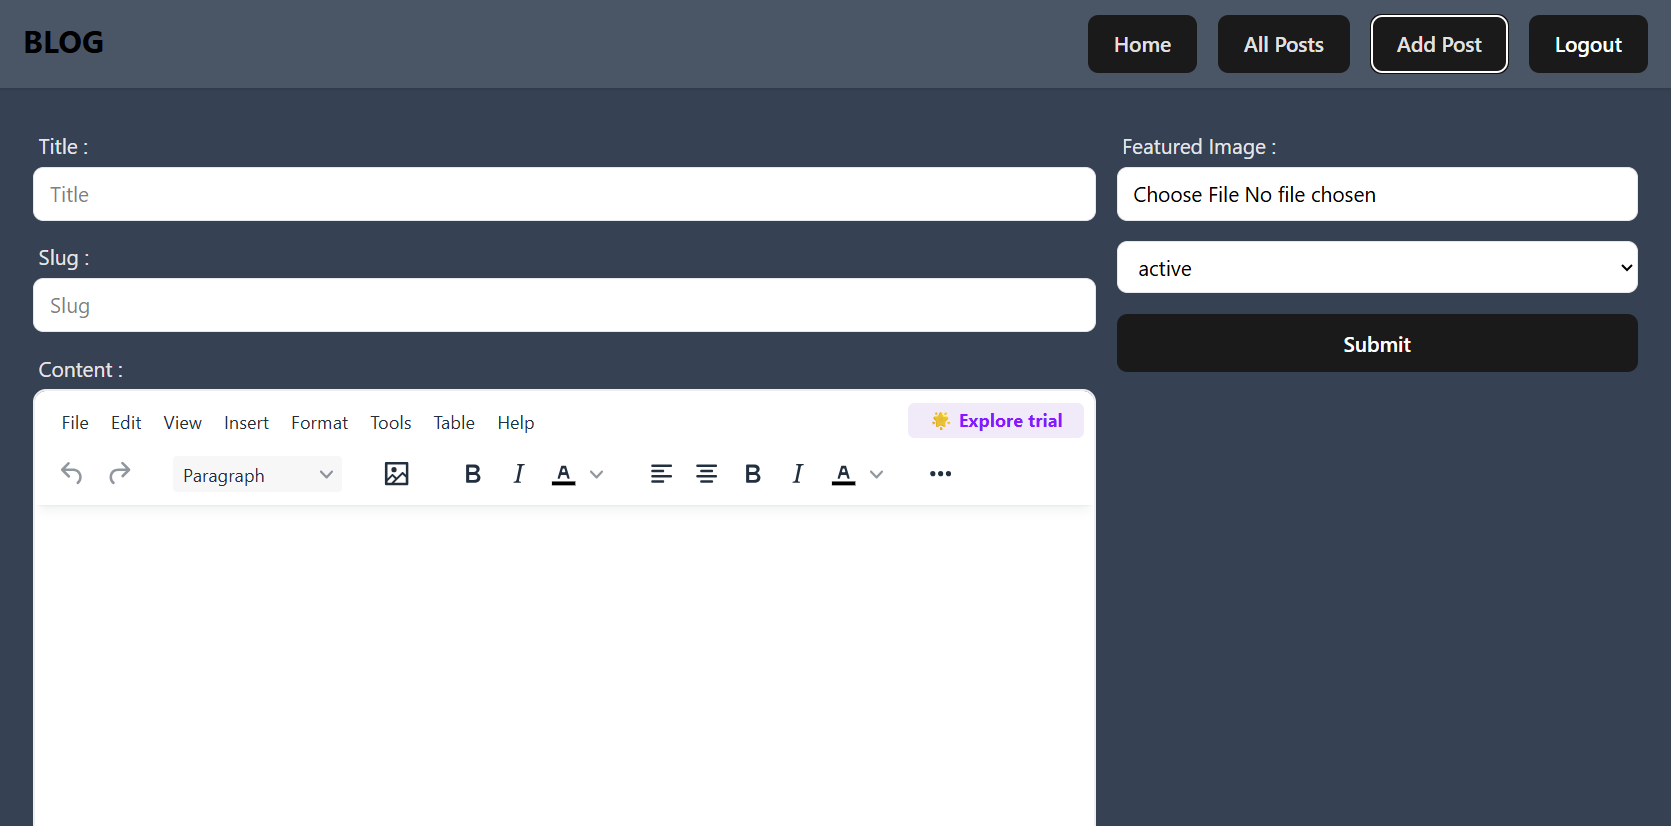 BLOG
Home All Posts Add Post Logout
Title :
Title
Slug :
Slug
Content :
File Edit View Insert Format Tools Table Help
🌟 Explore trial
Paragraph B I A B I A
Featured Image :
Choose File No file chosen
active
Submit